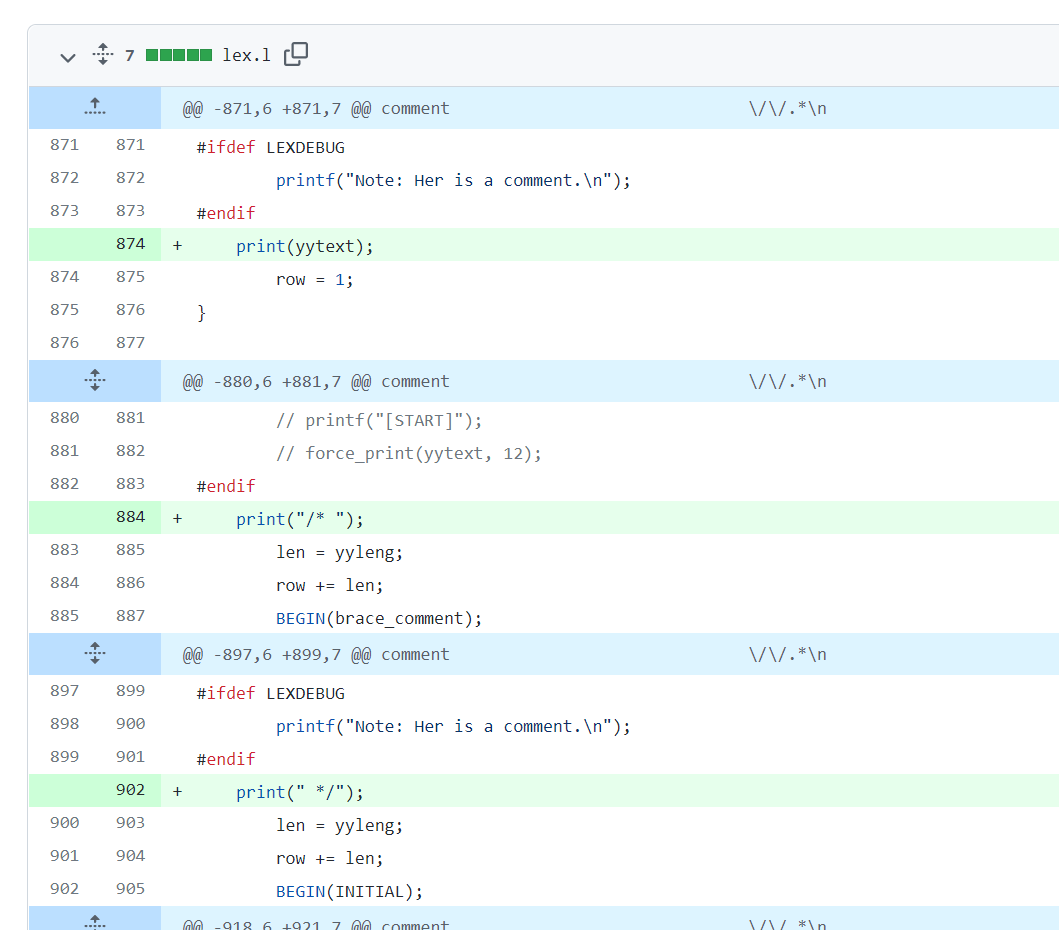 7 lex.l
@@ -871,6 +871,7 @@ comment \/\/.*\n
871 871 #ifdef LEXDEBUG
872 872 printf("Note: Her is a comment.\n");
873 873 #endif
874 + print(yytext);
874 875 row = 1;
875 876 }
876 877
@@ -880,6 +881,7 @@ comment \/\/.*\n
880 881 // printf("[START]");
881 882 // force_print(yytext, 12);
882 883 #endif
884 + print("/* ");
883 885 len = yyleng;
884 886 row += len;
885 887 BEGIN(brace_comment);
@@ -897,6 +899,7 @@ comment \/\/.*\n
897 899 #ifdef LEXDEBUG
898 900 printf("Note: Her is a comment.\n");
899 901 #endif
902 + print(" */");
900 903 len = yyleng;
901 904 row += len;
902 905 BEGIN(INITIAL);
@@ -918,6 +921,7 @@ comment \/\/.*\n